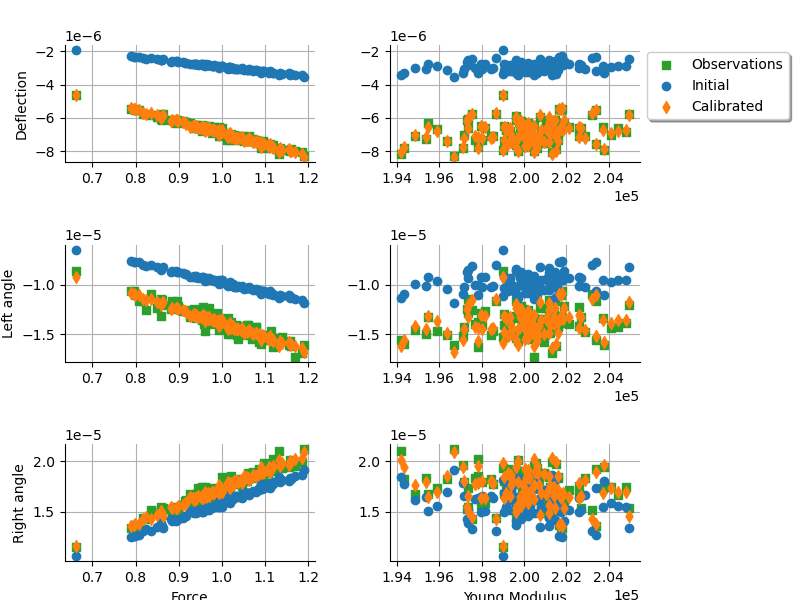 1e−6
Deflection
−2
−4
−6
−8
0.7 0.8 0.9 1.0 1.1 1.2
1e−6
−2
−4
−6
−8
1.94 1.96 1.98 2.00 2.02 2.04
1e5
Observations
Initial
Calibrated
1e−5
Left angle
−1.0
−1.5
0.7 0.8 0.9 1.0 1.1 1.2
1e−5
−1.0
−1.5
1.94 1.96 1.98 2.00 2.02 2.04
1e5
1e−5
Right angle
2.0
1.5
0.7 0.8 0.9 1.0 1.1 1.2
Force
1e−5
2.0
1.5
1.94 1.96 1.98 2.00 2.02 2.04
Young Modulus
1e5